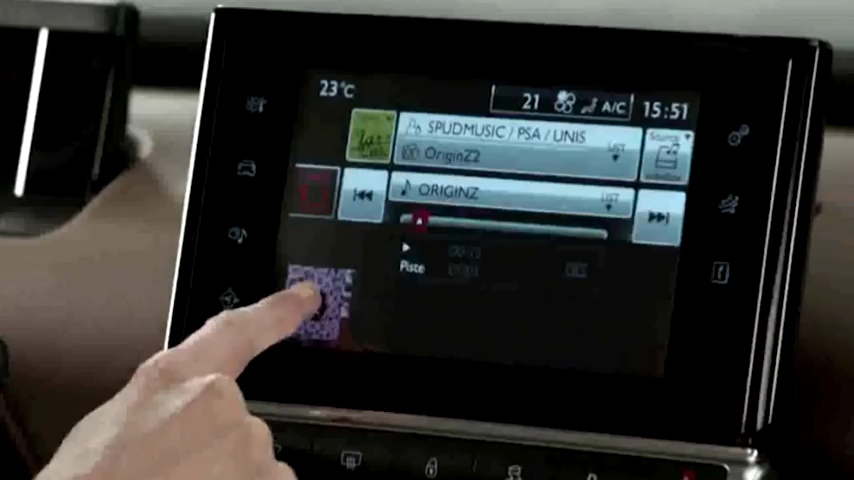 23°C
21 A/C 15:51
SPUDMUSIC / PSA / UNIS
LIST
Source
OriginZ2
ORIGINZ
LIST
Piste